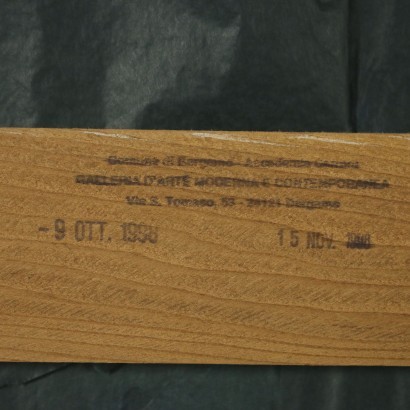 Comune di Bergamo - Accademia Carrara
GALLERIA D'ARTE MODERNA E CONTEMPORANEA
Via S. Tomaso, 53 - 24121 Bergamo
- 9 OTT. 1998 15 NOV. 1998